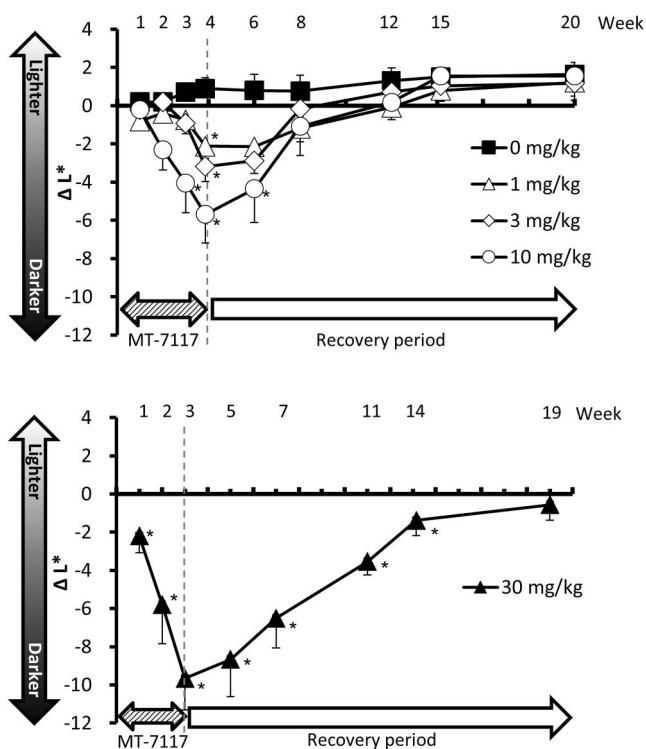 4 1 2 3 4 6 8 12 15 20 Week
Lighter
2
0
-2
Δ L*
-4
-6
-8
Darker
-10
-12
0 mg/kg
1 mg/kg
3 mg/kg
10 mg/kg
* * * * *
MT-7117 Recovery period
4 1 2 3 5 7 11 14 19 Week
Lighter
2
0
-2
Δ L*
-4
-6
-8
Darker
-10
-12
30 mg/kg
* * * * * * *
MT-7117 Recovery period